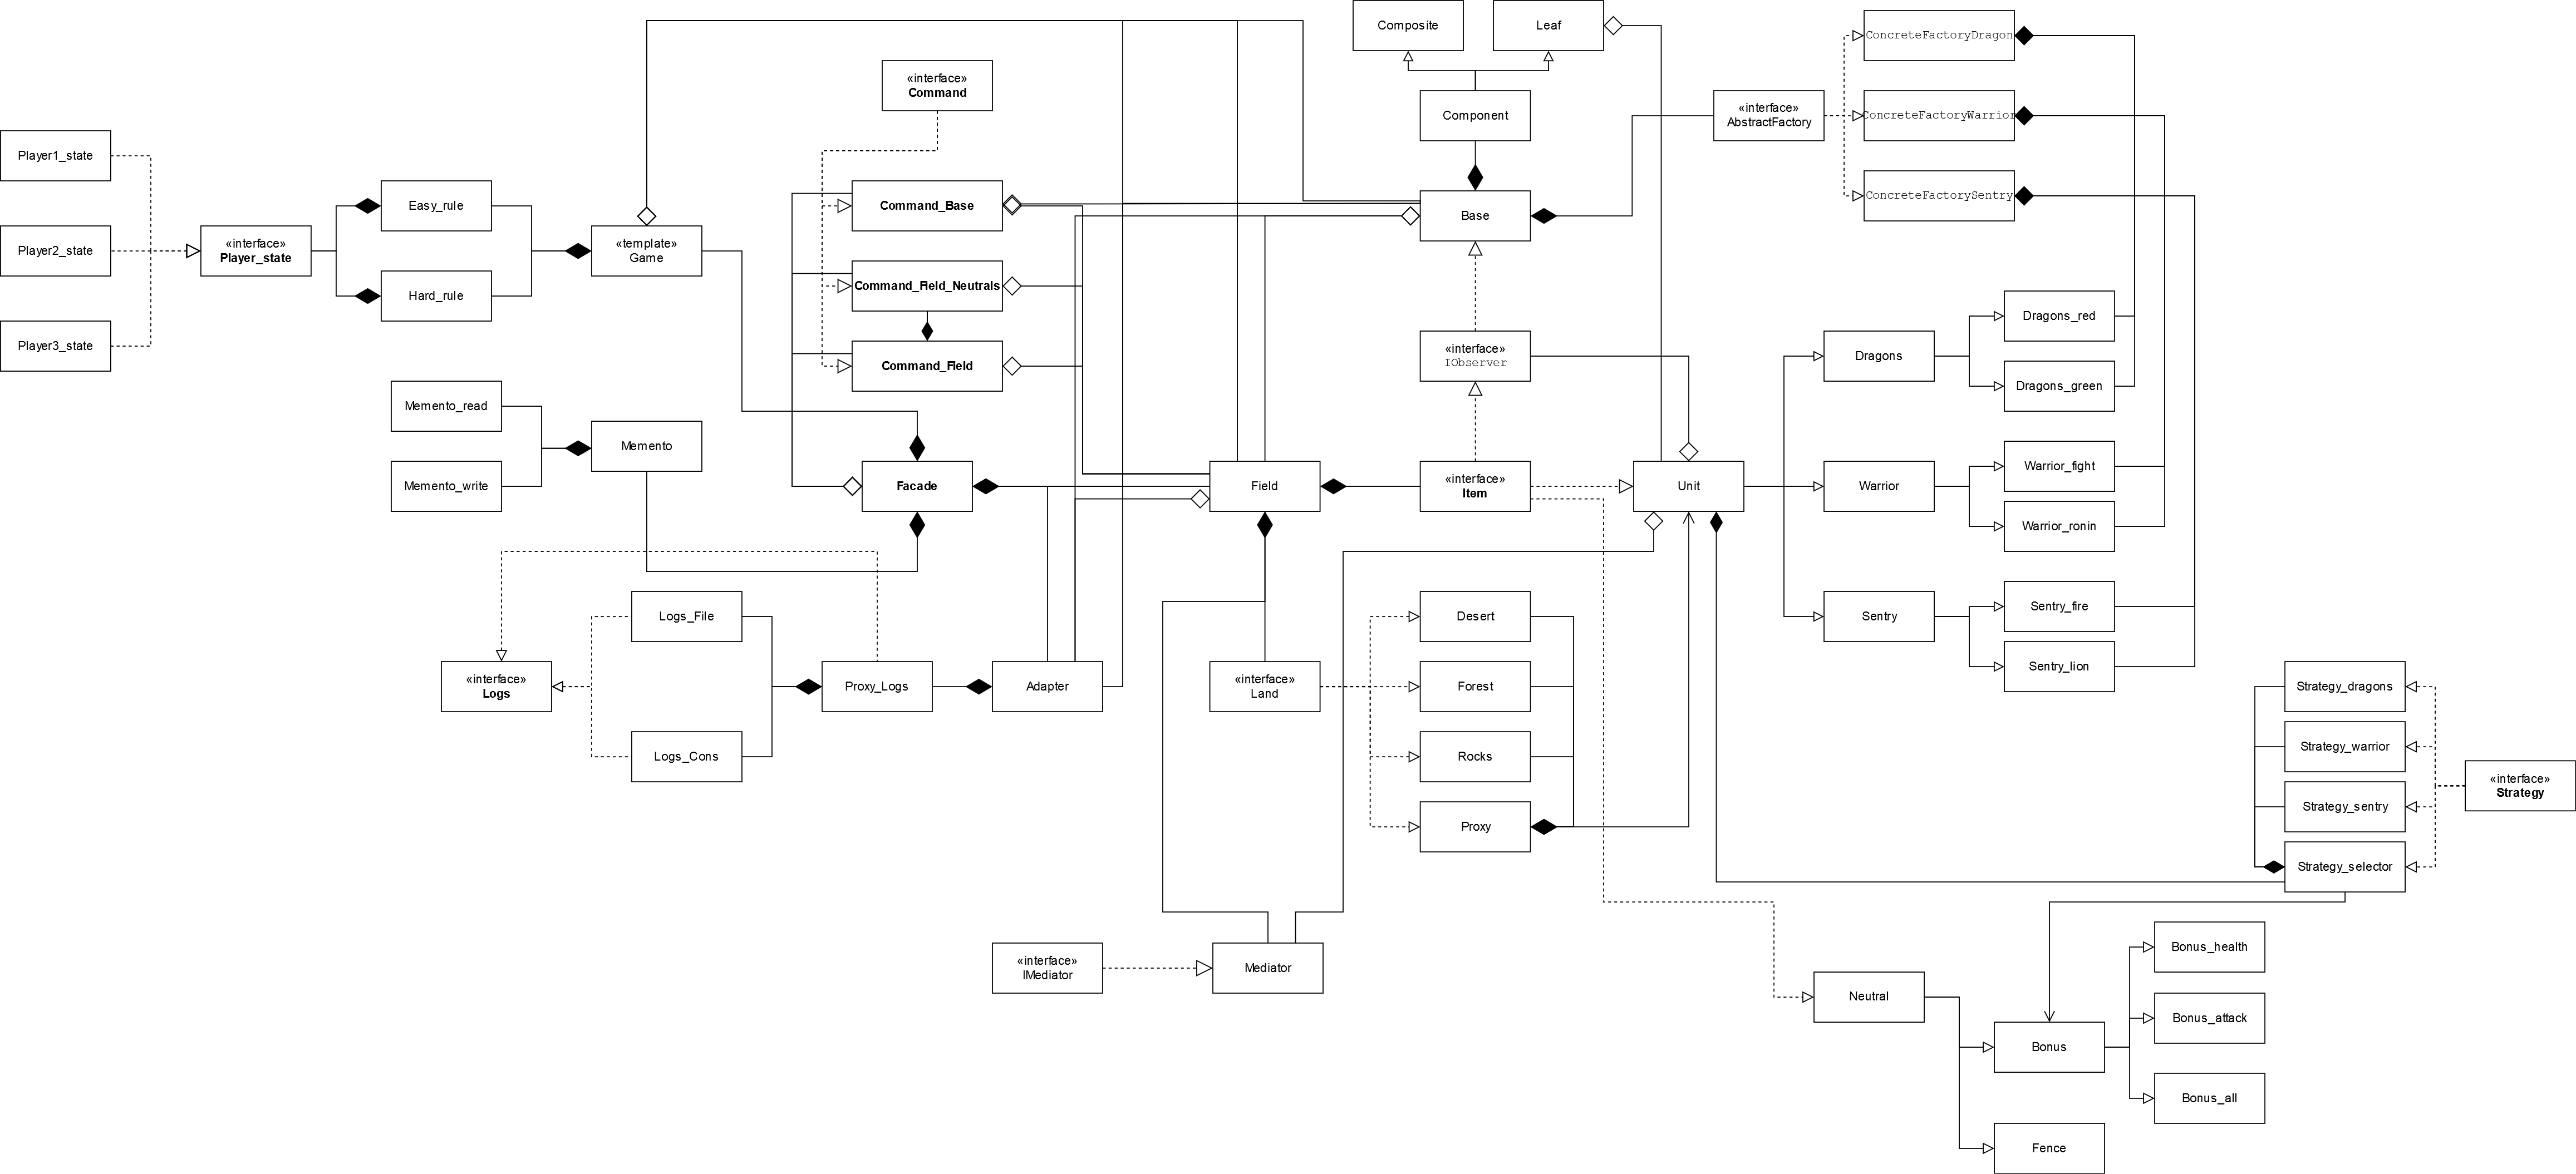 Composite
Leaf
ConcreteFactoryDragon
«interface»
Command
Component
«interface»
AbstractFactory
ConcreteFactoryWarrior
Player1_state
Easy_rule
Command_Base
Base
ConcreteFactorySentry
Player2_state
«interface»
Player_state
«template»
Game
Hard_rule
Command_Field_Neutrals
Dragons_red
Player3_state
Command_Field
«interface»
IObserver
Dragons
Dragons_green
Memento_read
Memento
Memento_write
Facade
Field
«interface»
Item
Unit
Warrior
Warrior_fight
Warrior_ronin
Logs_File
Desert
Sentry
Sentry_fire
Sentry_lion
«interface»
Logs
Proxy_Logs
Adapter
«interface»
Land
Forest
Strategy_dragons
Logs_Cons
Rocks
Strategy_warrior
«interface»
Strategy
Strategy_sentry
Proxy
Strategy_selector
«interface»
IMediator
Mediator
Bonus_health
Neutral
Bonus_attack
Bonus
Bonus_all
Fence